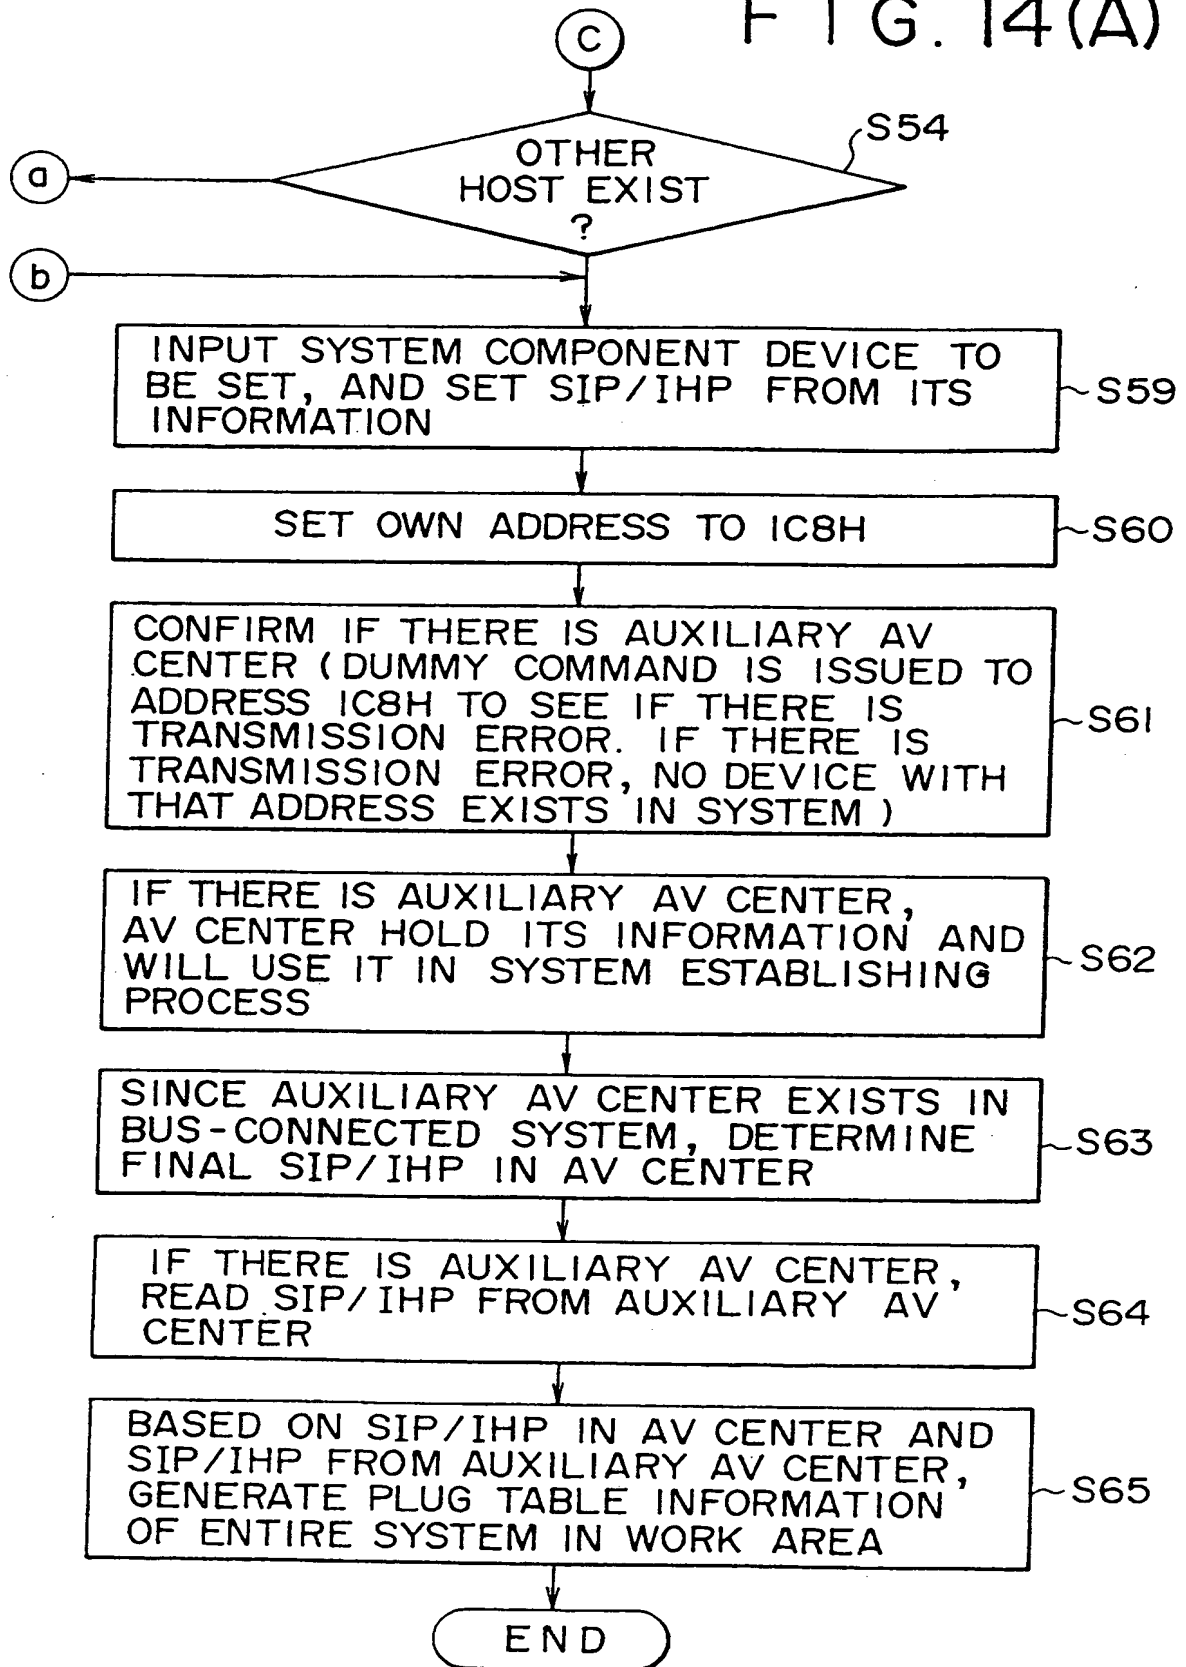 FIG. 14(A)
C
S54
OTHER
HOST EXIST
?
a
b
INPUT SYSTEM COMPONENT DEVICE TO
BE SET, AND SET SIP/IHP FROM ITS
INFORMATION
S59
SET OWN ADDRESS TO 1C8H
S60
CONFIRM IF THERE IS AUXILIARY AV
CENTER (DUMMY COMMAND IS ISSUED TO
ADDRESS 1C8H TO SEE IF THERE IS
TRANSMISSION ERROR. IF THERE IS
TRANSMISSION ERROR, NO DEVICE WITH
THAT ADDRESS EXISTS IN SYSTEM)
S61
IF THERE IS AUXILIARY AV CENTER,
AV CENTER HOLD ITS INFORMATION AND
WILL USE IT IN SYSTEM ESTABLISHING
PROCESS
S62
SINCE AUXILIARY AV CENTER EXISTS IN
BUS-CONNECTED SYSTEM, DETERMINE
FINAL SIP/IHP IN AV CENTER
S63
IF THERE IS AUXILIARY AV CENTER,
READ SIP/IHP FROM AUXILIARY AV
CENTER
S64
BASED ON SIP/IHP IN AV CENTER AND
SIP/IHP FROM AUXILIARY AV CENTER,
GENERATE PLUG TABLE INFORMATION
OF ENTIRE SYSTEM IN WORK AREA
S65
END